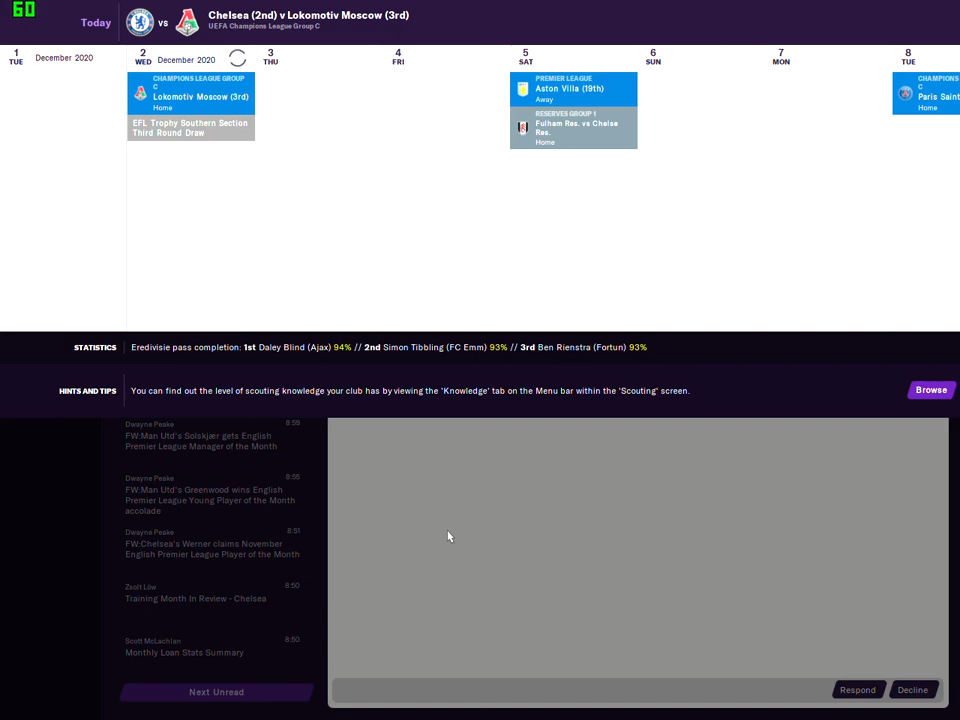 60
Today
vs
Chelsea (2nd) v Lokotmiv Moscow (3rd)
UEFA Champions League Group C
1
TUE
December 2020
2
WED
December 2020
3
THU
4
FRI
5
SAT
6
SUN
7
MON
8
TUE
CHAMPIONS LEAGUE GROUP
C
Lokomotiv Moscow (3rd)
Home
EFL Trophy Southern Section
Third Round Draw
PREMIER LEAGUE
Aston Villa (19th)
Away
RESERVES GROUP 1
Fulham Res. vs Chelse
Res.
Home
CHAMPIONS
Paris Saint
Home
STATISTICS
Eredivisie pass completion: 1st Daley Blind (Ajax) 94% // 2nd Simon Tibbling (FC Emm) 93% // 3rd Ben Rienstra (Fortun) 93%
HINTS AND TIPS
You can find out the level of scouting knowledge your club has by viewing the 'Knowledge' tab on the Menu bar within the 'Scouting' screen.
Browse
Dwayne Peake 8:59
FW:Man Utd's Solskjær gets English
Premier League Manager of the Month
Dwayne Peake 8:55
FW:Man Utd's Greenwood wins English
Premier League Young Player of the Month
accolade
Dwayne Peake 8:51
FW:Chelsea's Werner claims November
English Premier League Player of the Month
Zsolt Löw 8:50
Training Month In Review - Chelsea
Scott McLachlan 8:50
Monthly Loan Stats Summary
Next Unread
Respond
Decline